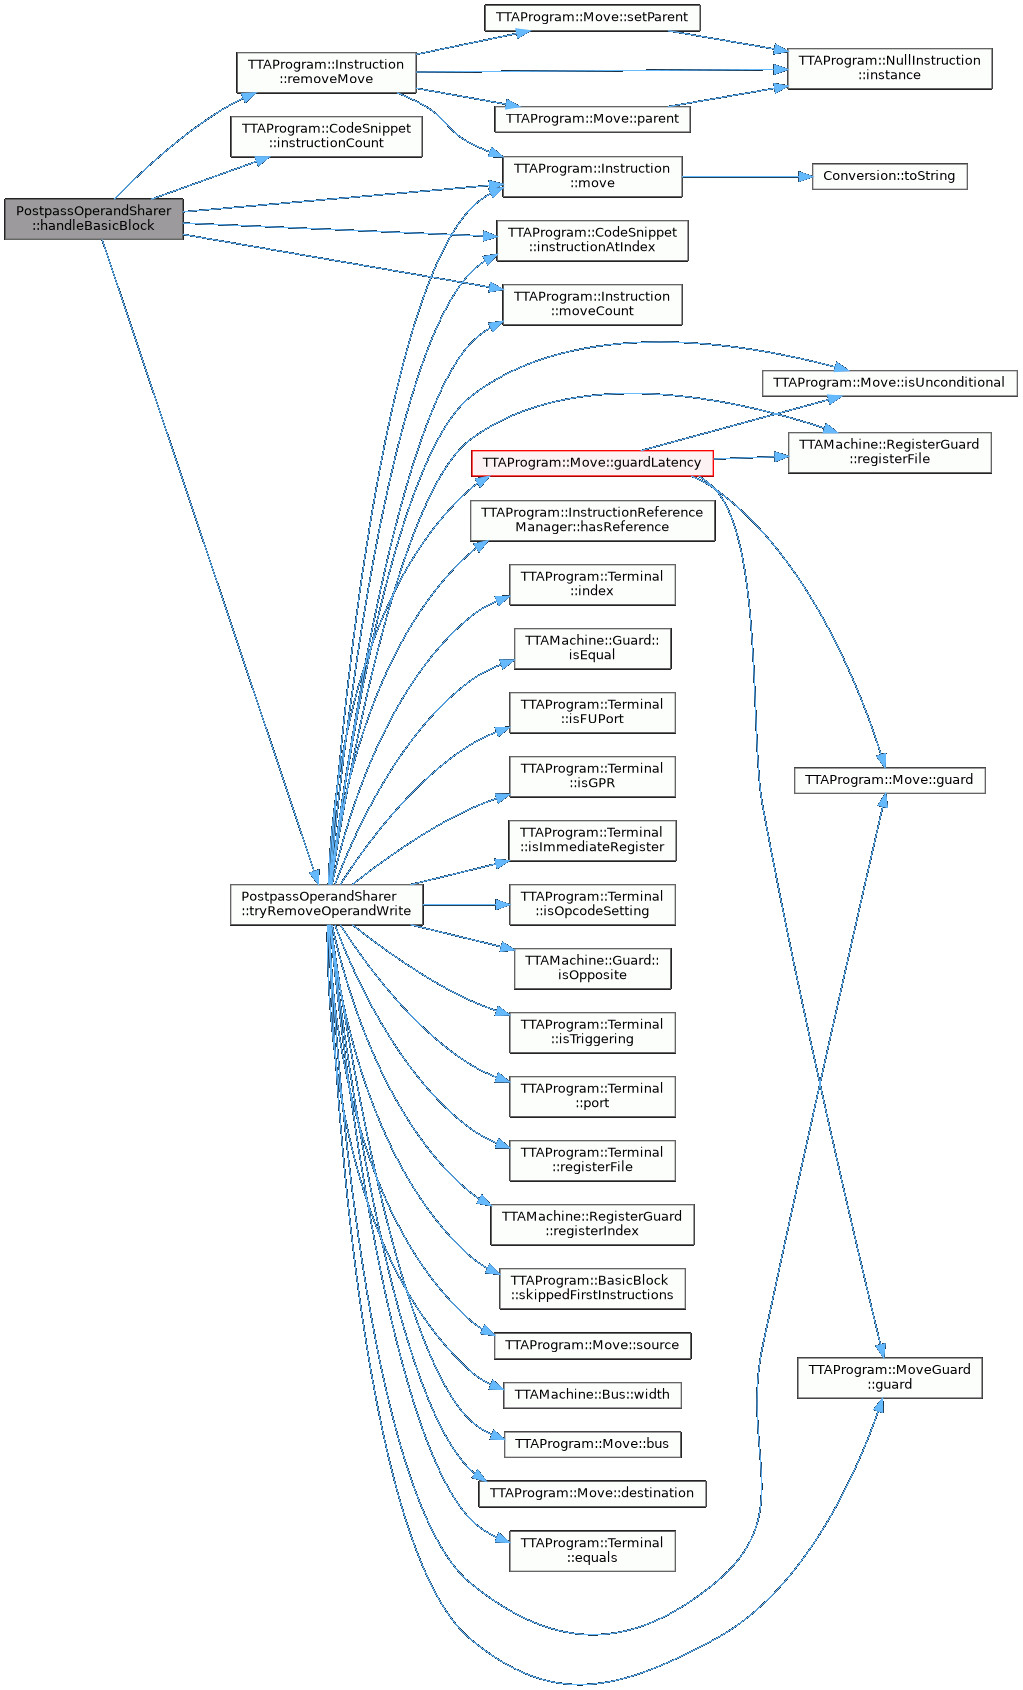 TTAProgram::Move::setParent
TTAProgram::Instruction
::removeMove
TTAProgram::NullInstruction
::instance
TTAProgram::Move::parent
TTAProgram::CodeSnippet
::instructionCount
TTAProgram::Instruction
::move
Conversion::toString
PostpassOperandSharer
::handleBasicBlock
TTAProgram::CodeSnippet
::instructionAtIndex
TTAProgram::Instruction
::moveCount
TTAProgram::Move::isUnconditional
TTAMachine::RegisterGuard
::registerFile
TTAProgram::Move::guardLatency
TTAProgram::InstructionReference
Manager::hasReference
TTAProgram::Terminal
::index
TTAMachine::Guard::
isEqual
TTAProgram::Terminal
::isFUPort
TTAProgram::Terminal
::isGPR
TTAProgram::Move::guard
TTAProgram::Terminal
::isImmediateRegister
PostpassOperandSharer
::tryRemoveOperandWrite
TTAProgram::Terminal
::isOpcodeSetting
TTAMachine::Guard::
isOpposite
TTAProgram::Terminal
::isTriggering
TTAProgram::Terminal
::port
TTAProgram::Terminal
::registerFile
TTAMachine::RegisterGuard
::registerIndex
TTAProgram::BasicBlock
::skippedFirstInstructions
TTAProgram::Move::source
TTAProgram::MoveGuard
::guard
TTAMachine::Bus::width
TTAProgram::Move::bus
TTAProgram::Move::destination
TTAProgram::Terminal
::equals